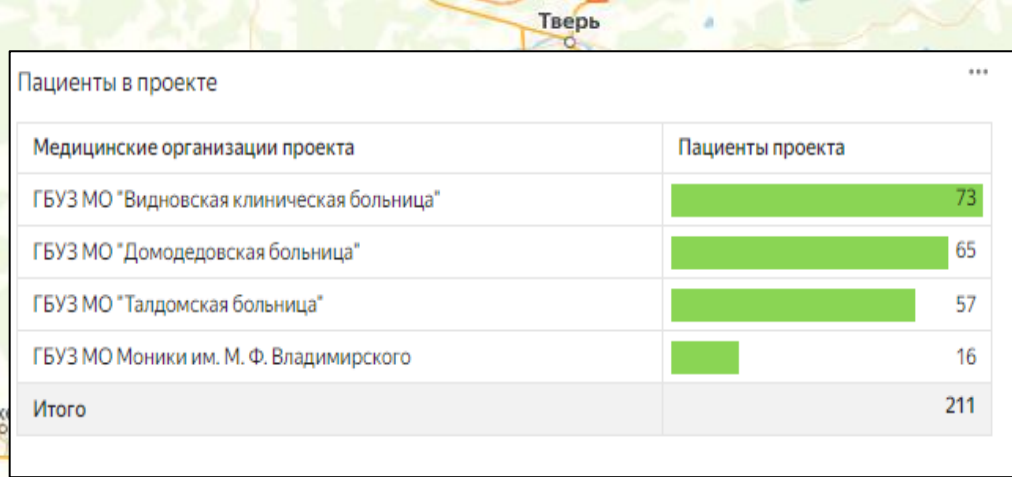 Тверь
Пациенты в проекте
Медицинские организации проекта Пациенты проекта
ГБУЗ МО "Видновская клиническая больница" 73
ГБУЗ МО "Домодедовская больница" 65
ГБУЗ МО "Талдомская больница" 57
ГБУЗ МО Моники им. М. Ф. Владимирского 16
Итого 211